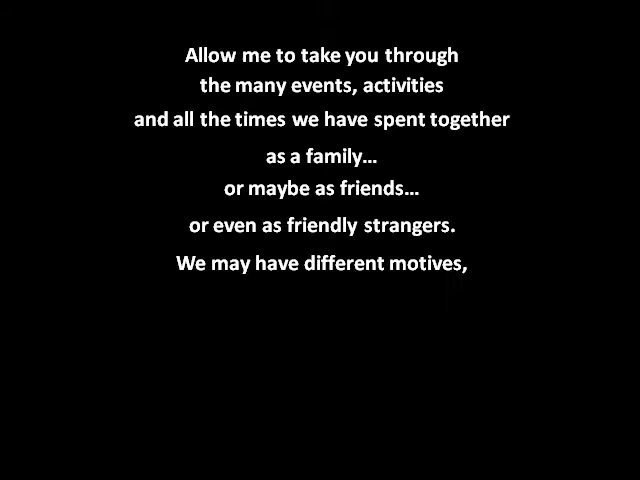 Allow me to take you through
the many events, activities
and all the times we have spent together
as a family...
or maybe as friends...
or even as friendly strangers.
We may have different motives,